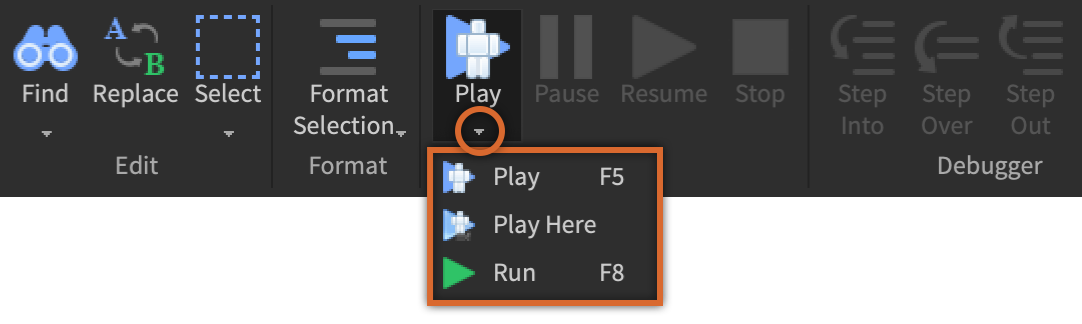 A
B
Find
Replace
Select
Format
Selection
Play
Pause
Resume
Stop
Step
Into
Step
Over
Step
Out
Edit
Format
Debugger
Play F5
Play Here
Run F8